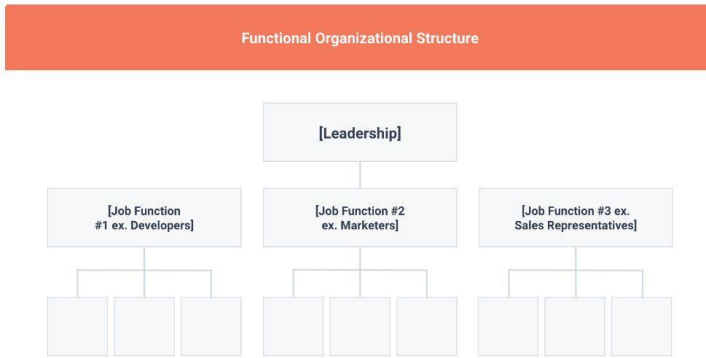 Functional Organizational Structure
[Leadership]
[Job Function
#1 ex. Developers]
[Job Function #2
ex. Marketers]
[Job Function #3 ex.
Sales Representatives]